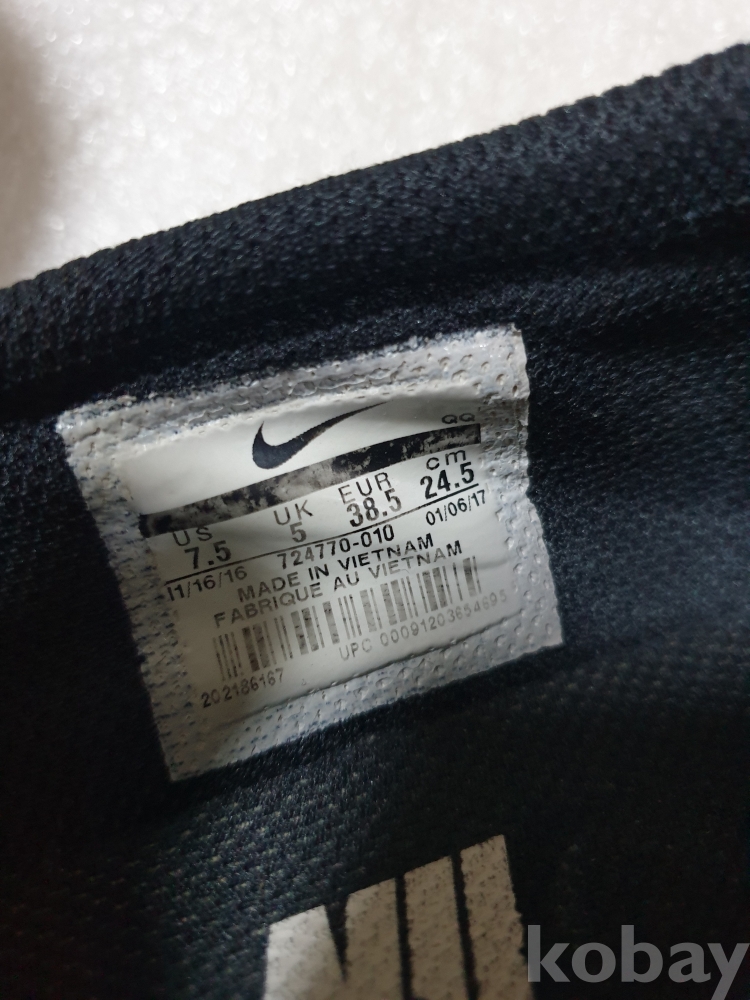 QQ
US UK EUR cm
7.5 5 38.5 24.5
11/16/16 724770-010 01/06/17
MADE IN VIETNAM
FABRIQUE AU VIETNAM
202186167 UPC 00091203654695
kobay